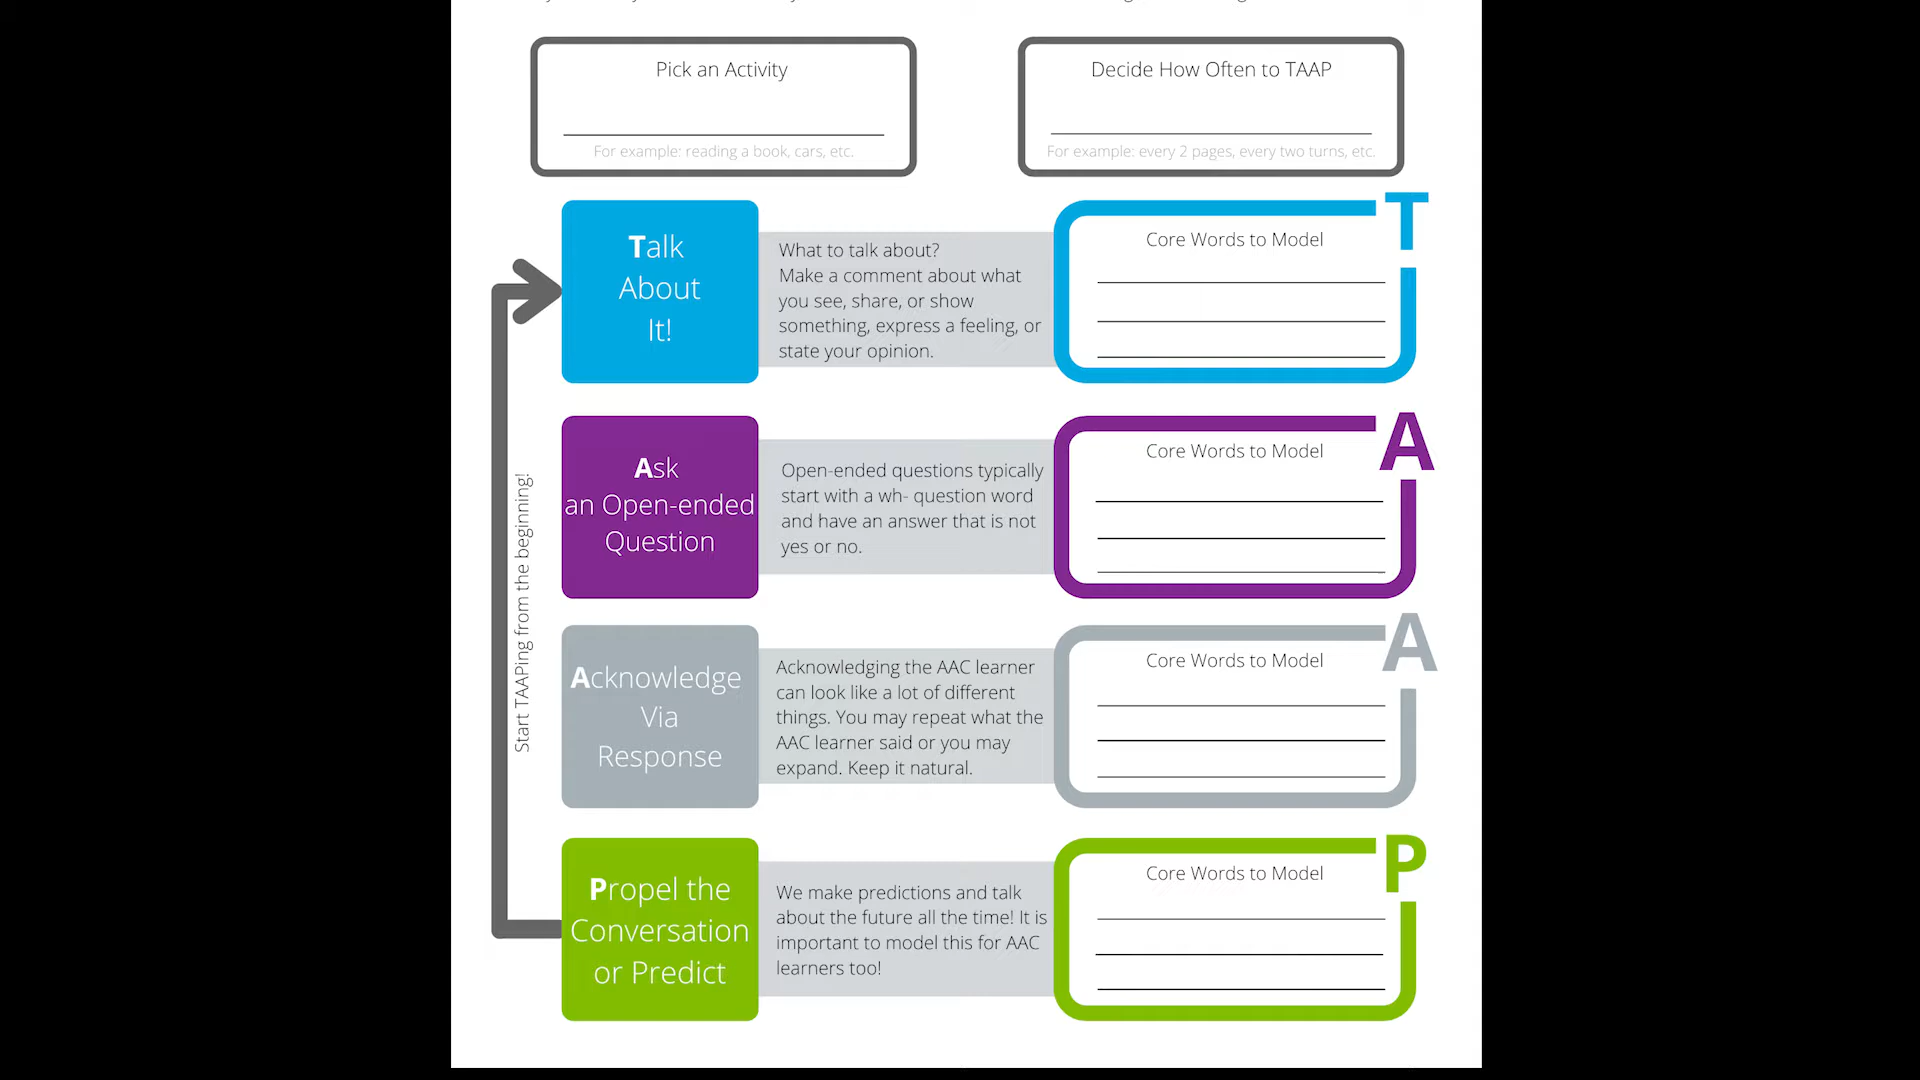 Pick an Activity
For example: reading a book, cars, etc.
Decide How Often to TAAP
For example: every 2 pages, every two turns, etc.
Start TAAPing from the beginning!
Talk
About
It!
What to talk about?
Make a comment about what
you see, share, or show
something, express a feeling, or
state your opinion.
Core Words to Model
T
Ask
an Open-ended
Question
Open-ended questions typically
start with a wh- question word
and have an answer that is not
yes or no.
Core Words to Model
A
Acknowledge
Via
Response
Acknowledging the AAC learner
can look like a lot of different
things. You may repeat what the
AAC learner said or you may
expand. Keep it natural.
Core Words to Model
A
Propel the
Conversation
or Predict
We make predictions and talk
about the future all the time! It is
important to model this for AAC
learners too!
Core Words to Model
P